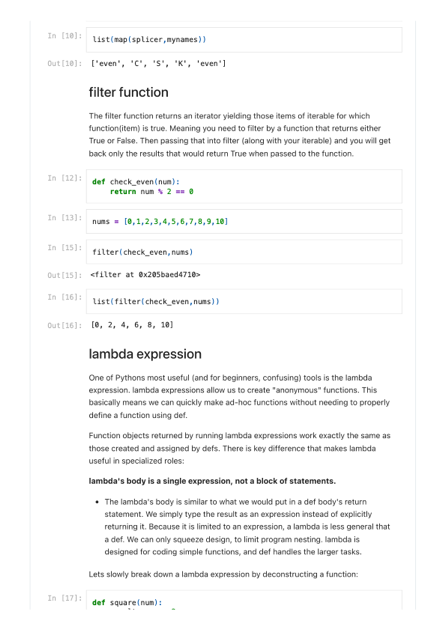 In [10]: list(map(splicer,mynames))
Out[10]: ['even', 'C', 'S', 'K', 'even']
filter function
The filter function returns an iterator yielding those items of iterable for which
function(item) is true. Meaning you need to filter by a function that returns either
True or False. Then passing that into filter (along with your iterable) and you will get
back only the results that would return True when passed to the function.
In [12]: def check_even(num):
    return num % 2 == 0
In [13]: nums = [0,1,2,3,4,5,6,7,8,9,10]
In [15]: filter(check_even,nums)
Out[15]: <filter at 0x205baed4710>
In [16]: list(filter(check_even,nums))
Out[16]: [0, 2, 4, 6, 8, 10]
lambda expression
One of Pythons most useful (and for beginners, confusing) tools is the lambda
expression. lambda expressions allow us to create "anonymous" functions. This
basically means we can quickly make ad-hoc functions without needing to properly
define a function using def.
Function objects returned by running lambda expressions work exactly the same as
those created and assigned by defs. There is key difference that makes lambda
useful in specialized roles:
lambda's body is a single expression, not a block of statements.
• The lambda's body is similar to what we would put in a def body's return
statement. We simply type the result as an expression instead of explicitly
returning it. Because it is limited to an expression, a lambda is less general that
a def. We can only squeeze design, to limit program nesting. lambda is
designed for coding simple functions, and def handles the larger tasks.
Lets slowly break down a lambda expression by deconstructing a function:
In [17]: def square(num):